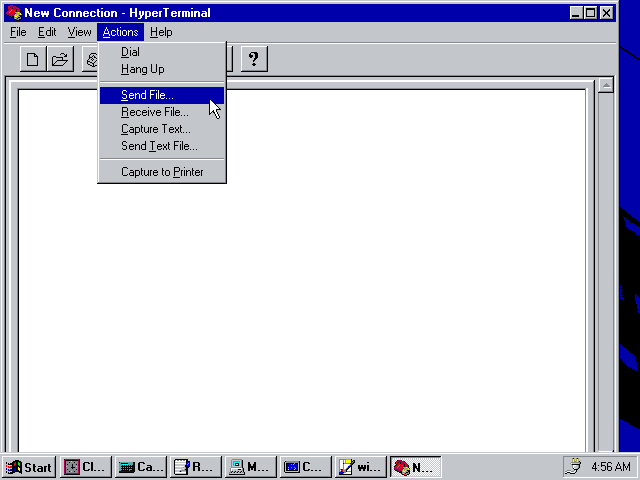 New Connection - HyperTerminal
File Edit View Actions Help
?
Dial
Hang Up
Send File...
Receive File...
Capture Text...
Send Text File...
Capture to Printer
Start Cl... Ca... R... M... C... wi... N... 4:56 AM